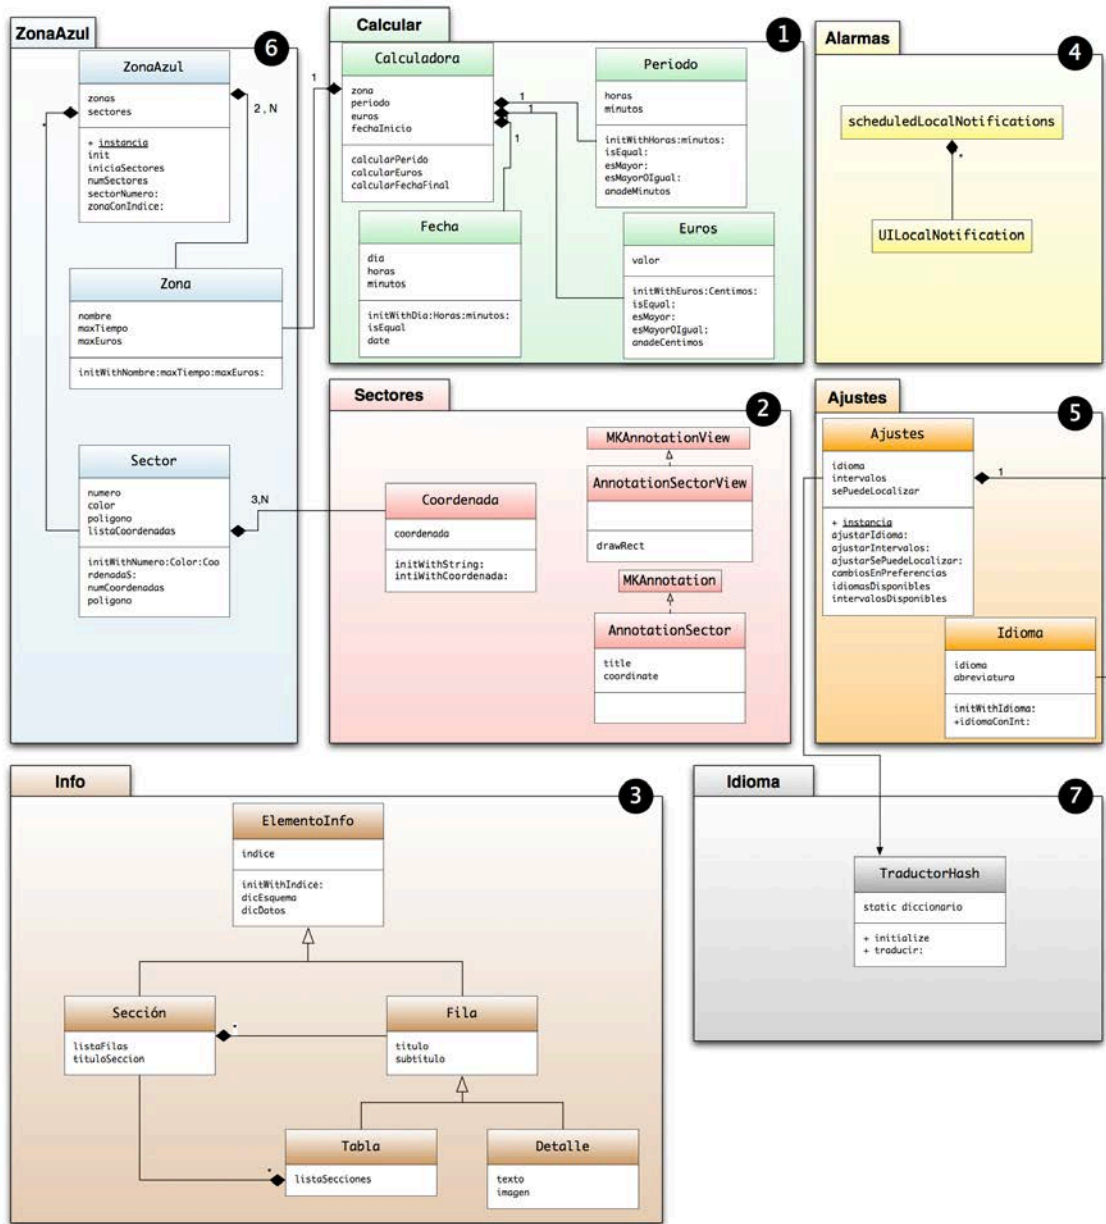 ZonaAzul
6
ZonaAzul
zonas
sectores
+ instancia
init
iniciaSectores
numSectores
sectorNumero:
zonaConIndice:
*
2 , N
Zona
nombre
maxTiempo
maxEuros
initWithNombre:maxTiempo:maxEuros:
Sector
numero
color
poligono
listaCoordenadas
initWithNumero:Color:Coo
rdenadaS:
numCoordenadas
poligono
3,N
Calcular
1
Calculadora
zona
periodo
euros
fechaInicio
calcularPerido
calcularEuros
calcularFechaFinal
1
1
1
1
Periodo
horas
minutos
initWithHoras:minutos:
isEqual:
esMayor:
esMayorOIgual:
anadeMinutos
Fecha
dia
horas
minutos
initWithDia:Horas:minutos:
isEqual
date
Euros
valor
initWithEuros:Centimos:
isEqual:
esMayor:
esMayorOIgual:
anadeCentimos
Alarmas
4
scheduledLocalNotifications
*
UILocalNotification
Sectores
2
MKAnnotationView
AnnotationSectorView
drawRect
Coordenada
coordenada
initWithString:
intiWithCoordenada:
MKAnnotation
AnnotationSector
title
coordinate
Ajustes
5
Ajustes
idioma
intervalos
sePuedeLocalizar
+ instancia
ajustarIdioma:
ajustarIntervalos:
ajustarSePuedeLocalizar:
cambiosEnPreferencias
idiomasDisponibles
intervalosDisponibles
1
Idioma
idioma
abreviatura
initWithIdioma:
+idiomaConInt:
Info
3
ElementoInfo
indice
initWithIndice:
dicEsquema
dicDatos
Sección
listaFilas
tituloSeccion
*
Fila
titulo
subtitulo
Tabla
listaSecciones
*
Detalle
texto
imagen
Idioma
7
TraductorHash
static diccionario
+ initialize
+ traducir: